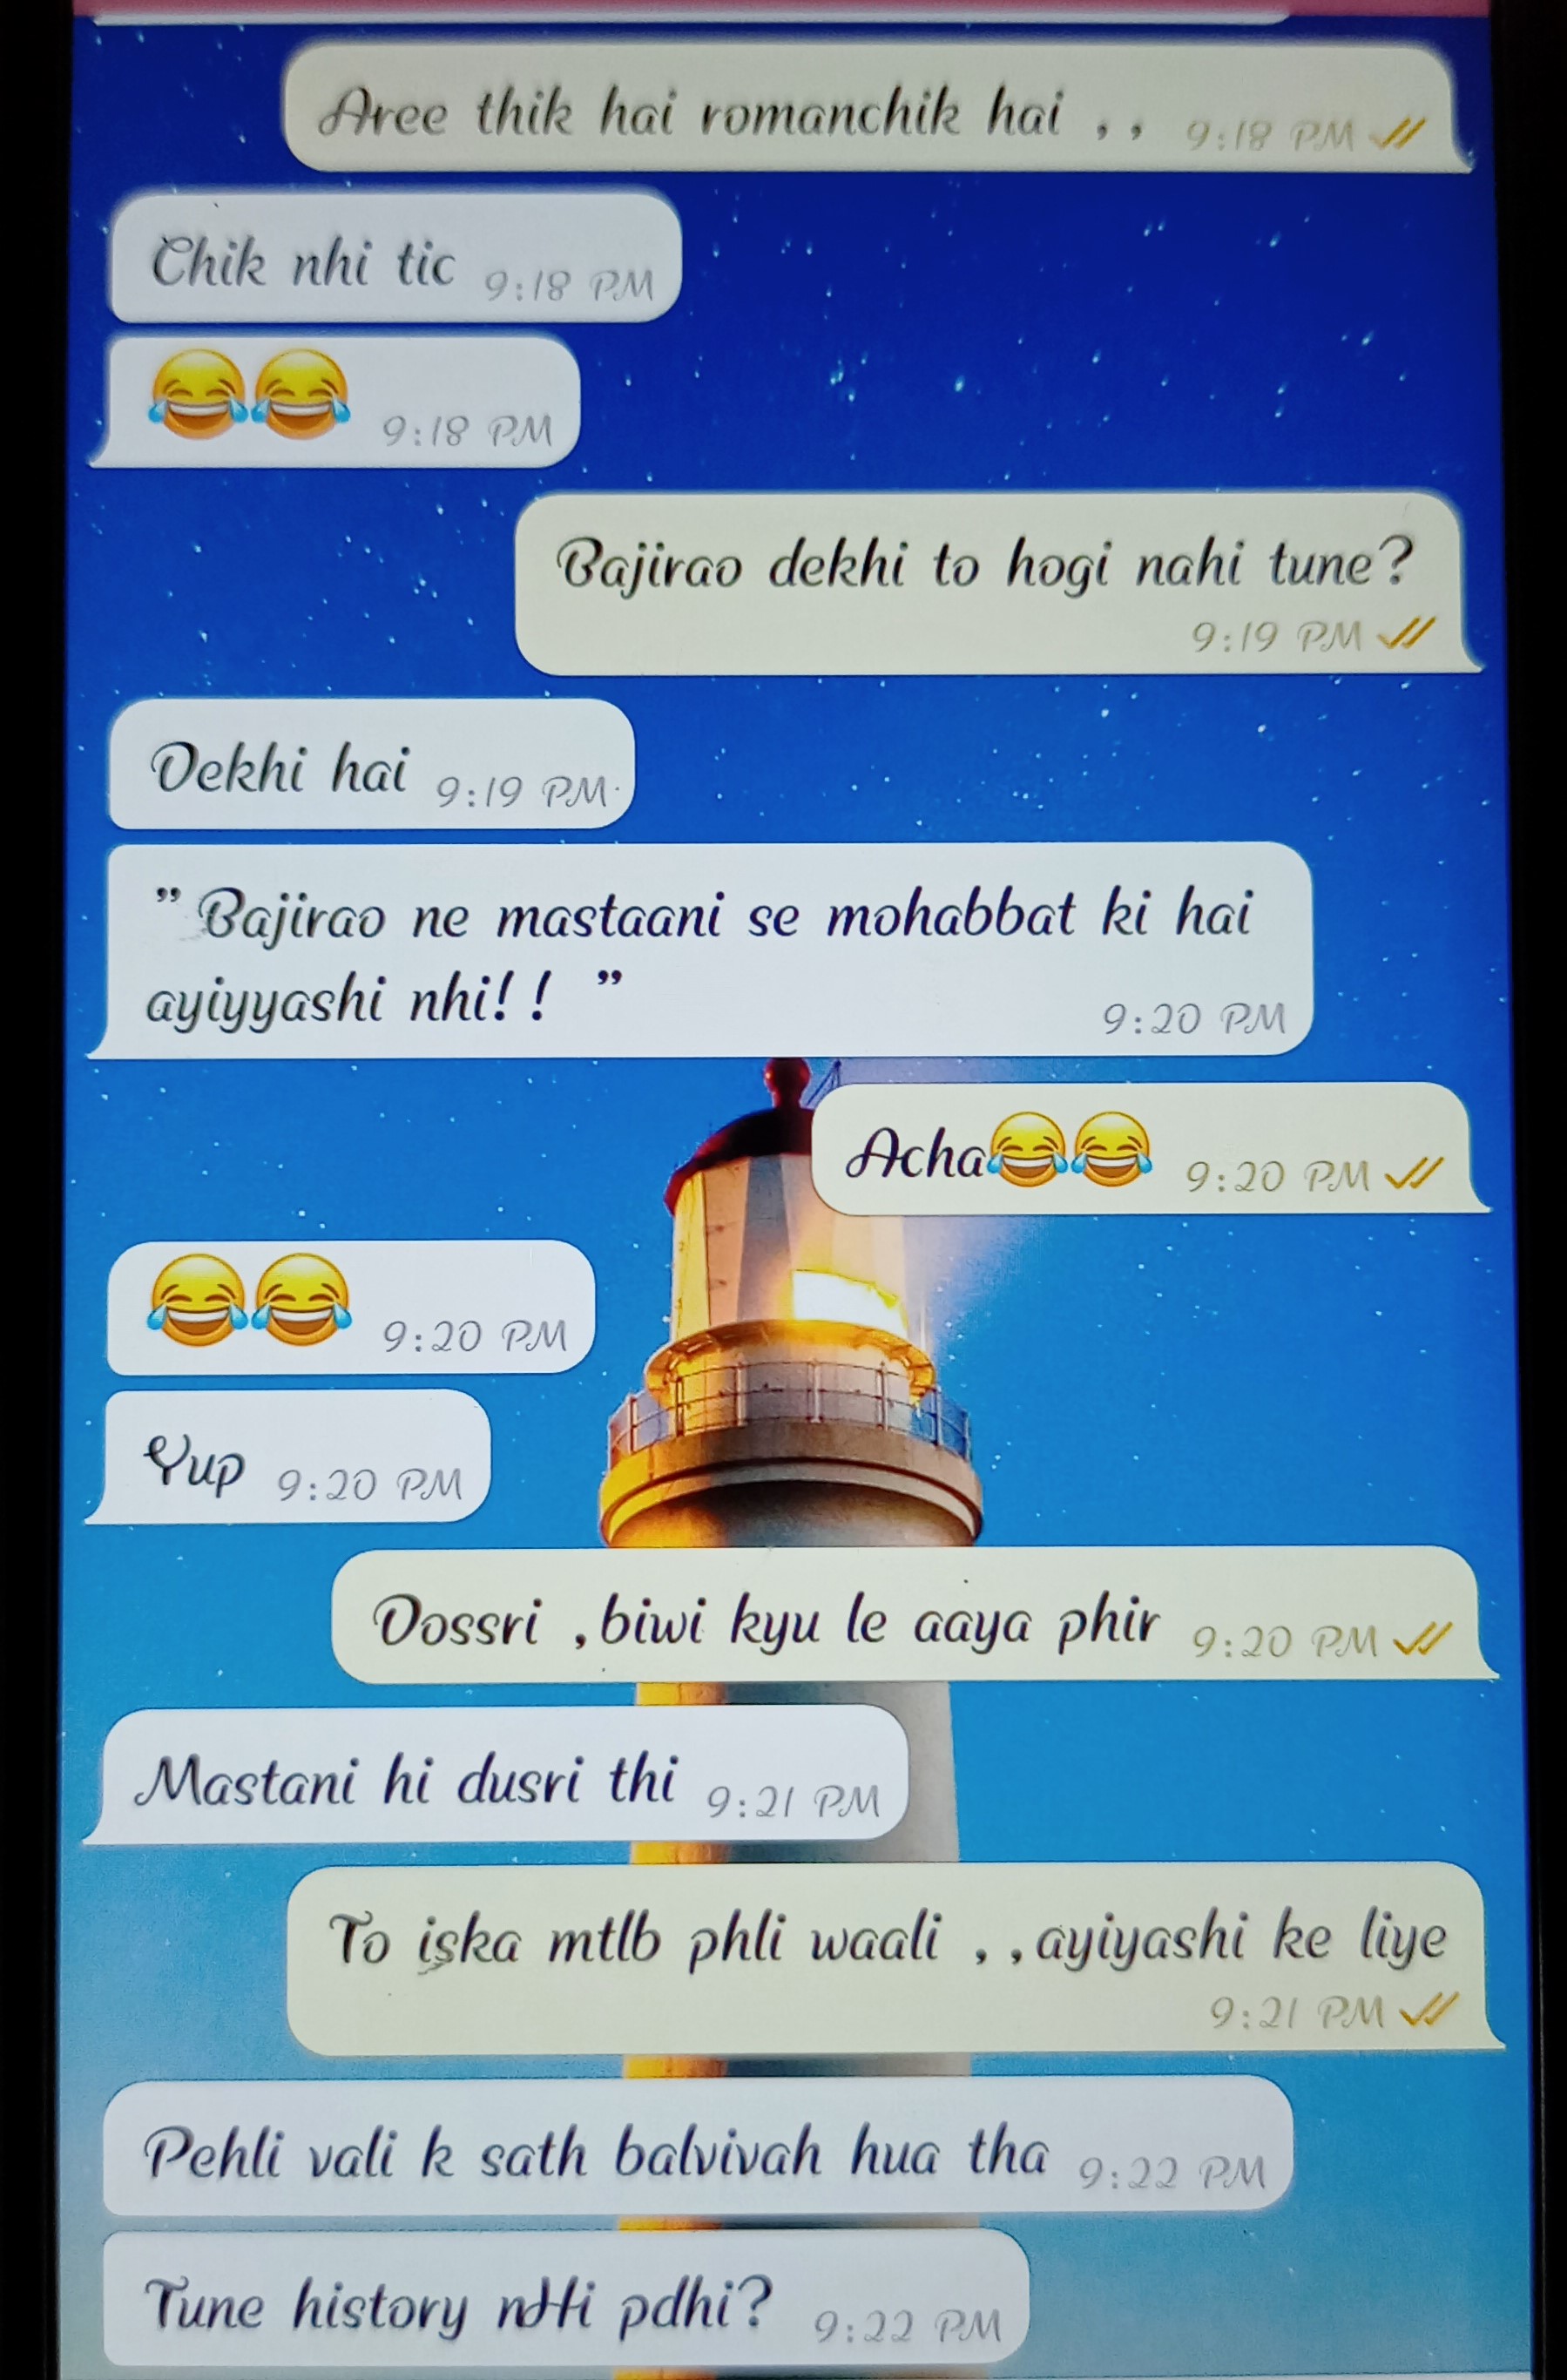 Aree thik hai romanchik hai , , 9:18 PM
Chik nhi tic 9:18 PM
😂😂 9:18 PM
Bajirao dekhi to hogi nahi tune?
9:19 PM
Dekhi hai 9:19 PM
” Bajirao ne mastaani se mohabbat ki hai
ayiyyashi nhi! ! ” 9:20 PM
Acha😂😂 9:20 PM
😂😂 9:20 PM
Yup 9:20 PM
Dossri ,biwi kyu le aaya phir 9:20 PM
Mastani hi dusri thi 9:21 PM
To iska mtlb phli waali , ,ayiyashi ke liye
9:21 PM
Pehli vali k sath balvivah hua tha 9:22 PM
Tune history nHi pdhi? 9:22 PM